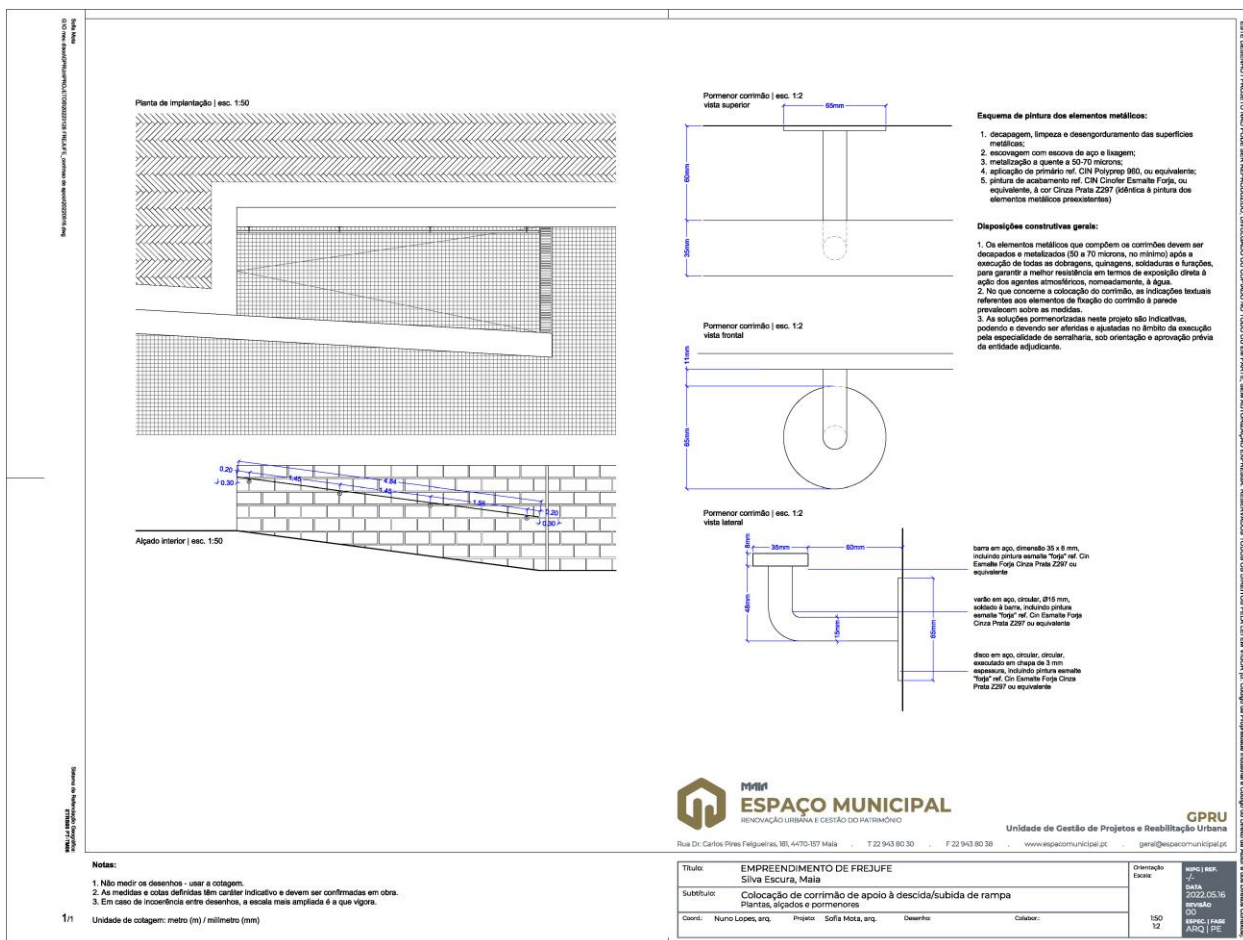 Planta de implantação | esc. 1:50
0.20
0.30
1.45
4.84
1.45
0.20
0.30
Alçado interior | esc. 1:50
Pormenor corrimão | esc. 1:2
vista superior
65mm
60mm
35mm
Pormenor corrimão | esc. 1:2
vista frontal
11mm
65mm
Pormenor corrimão | esc. 1:2
vista lateral
8mm
35mm
48mm
15mm
65mm
Esquema de pintura dos elementos metálicos:
1. decapagem, limpeza e desengorduramento das superfícies
metálicas;
2. escovagem com escova de aço e lixagem;
3. metalização a quente a 50-70 microns;
4. aplicação de primário ref. CIN Polyprep 980, ou equivalente;
5. pintura de acabamento ref. CIN Cinofer Esmalte Forja, ou
equivalente, à cor Cinza Prata Z297 (idêntica à pintura dos
elementos metálicos preexistentes)
Disposições construtivas gerais:
1. Os elementos metálicos que compõem os corrimões devem ser
decapados e metalizados (50 a 70 microns, no mínimo) após a
execução de todas as dobragens, quinagens, soldaduras e furações,
para garantir a melhor resistência em termos de exposição direta à
ação dos agentes atmosféricos, nomeadamente, à água.
2. No que concerne a colocação do corrimão, as indicações textuais
referentes aos elementos de fixação do corrimão à parede
prevalecem sobre as medidas.
3. As soluções pormenorizadas neste projeto são indicativas,
podendo e devendo ser aferidas e ajustadas no âmbito da execução
pela especialidade de serralharia, sob orientação e aprovação prévia
da entidade adjudicante.
barra em aço, dimensão 35 x 8 mm,
incluindo pintura esmalte "forja" ref. Cin
Esmalte Forja Cinza Prata Z297 ou
equivalente
varão em aço, circular, Ø15 mm,
soldado à barra, incluindo pintura
esmalte "forja" ref. Cin Esmalte Forja
Cinza Prata Z297 ou equivalente
disco em aço, circular, circular,
executado em chapa de 3 mm
espessura, incluindo pintura esmalte
"forja" ref. Cin Esmalte Forja Cinza
Prata Z297 ou equivalente
MAIA
ESPAÇO MUNICIPAL
RENOVAÇÃO URBANA E GESTÃO DO PATRIMÓNIO
GPRU
Unidade de Gestão de Projetos e Reabilitação Urbana
Rua Dr. Carlos Pires Felgueiras, 181, 4470-157 Maia . T 22 943 80 30 . F 22 943 80 38 . www.espacomunicipal.pt . geral@espacomunicipal.pt
Título: EMPREENDIMENTO DE FREJUFE
Silva Escura, Maia
Subtítulo: Colocação de corrimão de apoio à descida/subida de rampa
Plantas, alçados e pormenores
Coord.: Nuno Lopes, arq. Projeto: Sofia Mota, arq. Desenho: Colabor.:
Orientação
Escala:
1:50
1:2
NIPG | REF.
-/-
DATA
2022.05.16
REVISÃO
00
ESPEC. | FASE
ARQ | PE
Notas:
1. Não medir os desenhos - usar a cotagem.
2. As medidas e cotas definidas têm caráter indicativo e devem ser confirmadas em obra.
3. Em caso de incoerência entre desenhos, a escala mais ampliada é a que vigora.
1/1 Unidade de cotagem: metro (m) / milímetro (mm)
Sofia Mota
Sistema de Referenciação Geográfica
ETRS89 PT-TM06